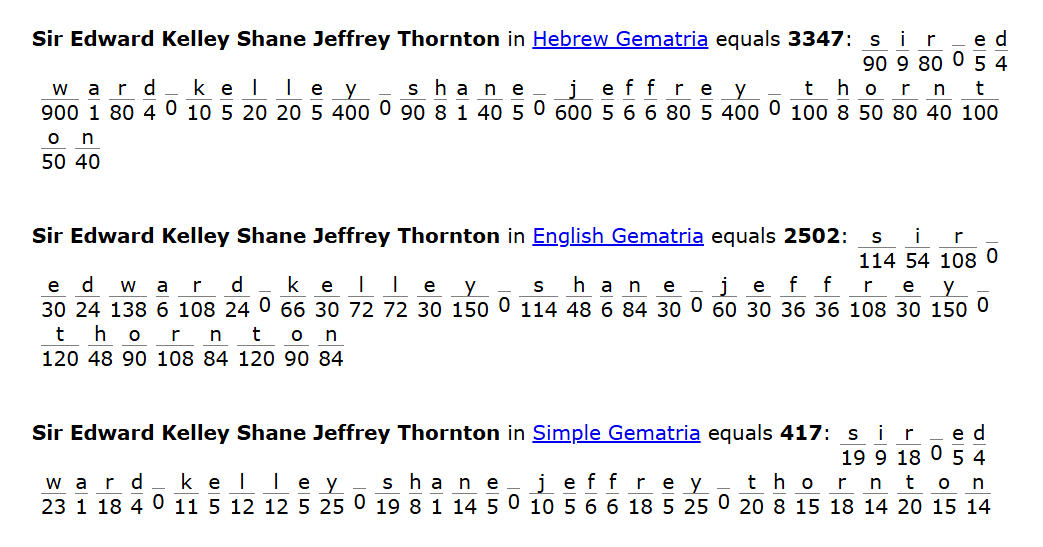 Sir Edward Kelley Shane Jeffrey Thornton in Hebrew Gematria equals 3347: s i r _ e d
90 9 80 0 5 4
w a r d _ k e l l e y _ s h a n e _ j e f f r e y _ t h o r n t
900 1 80 4 0 10 5 20 20 5 400 0 90 8 1 40 5 0 600 5 6 6 80 5 400 0 100 8 50 80 40 100
o n
50 40
Sir Edward Kelley Shane Jeffrey Thornton in English Gematria equals 2502: s i r _
114 54 108 0
e d w a r d _ k e l l e y _ s h a n e _ j e f f r e y _
30 24 138 6 108 24 0 66 30 72 72 30 150 0 114 48 6 84 30 0 60 30 36 36 108 30 150 0
t h o r n t o n
120 48 90 108 84 120 90 84
Sir Edward Kelley Shane Jeffrey Thornton in Simple Gematria equals 417: s i r _ e d
19 9 18 0 5 4
w a r d _ k e l l e y _ s h a n e _ j e f f r e y _ t h o r n t o n
23 1 18 4 0 11 5 12 12 5 25 0 19 8 1 14 5 0 10 5 6 6 18 5 25 0 20 8 15 18 14 20 15 14